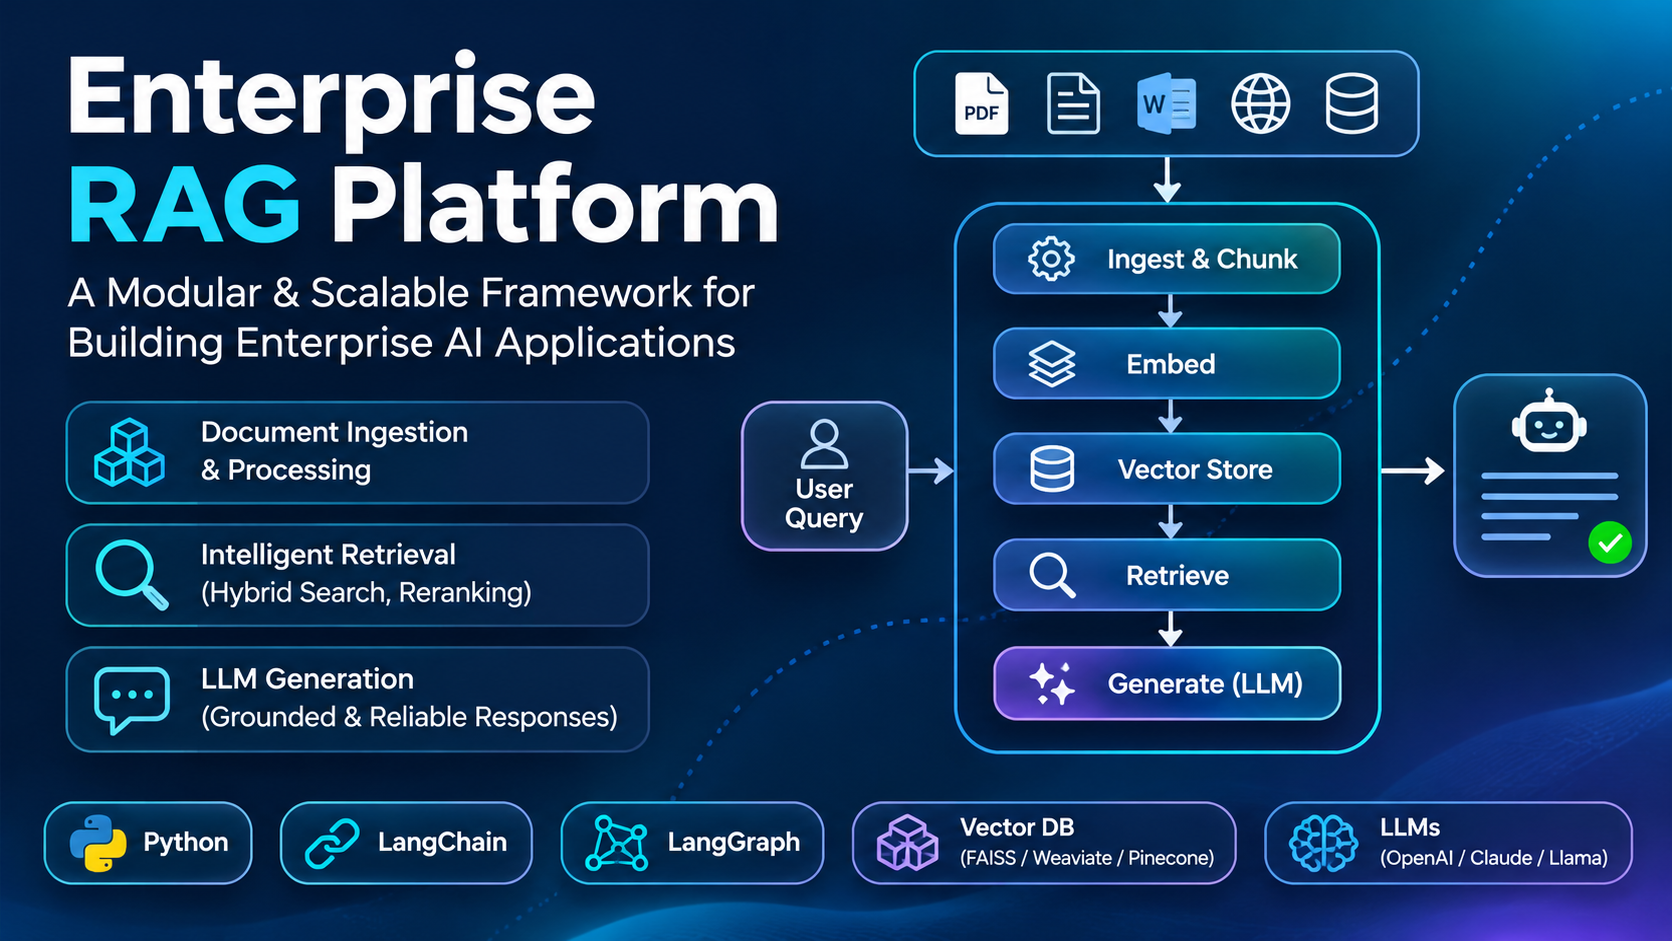 Enterprise
RAG Platform
A Modular & Scalable Framework for
Building Enterprise AI Applications
Document Ingestion
& Processing
Intelligent Retrieval
(Hybrid Search, Reranking)
LLM Generation
(Grounded & Reliable Responses)
PDF
W
User
Query
Ingest & Chunk
Embed
Vector Store
Retrieve
Generate (LLM)
Python
LangChain
LangGraph
Vector DB
(FAISS / Weaviate / Pinecone)
LLMs
(OpenAI / Claude / Llama)